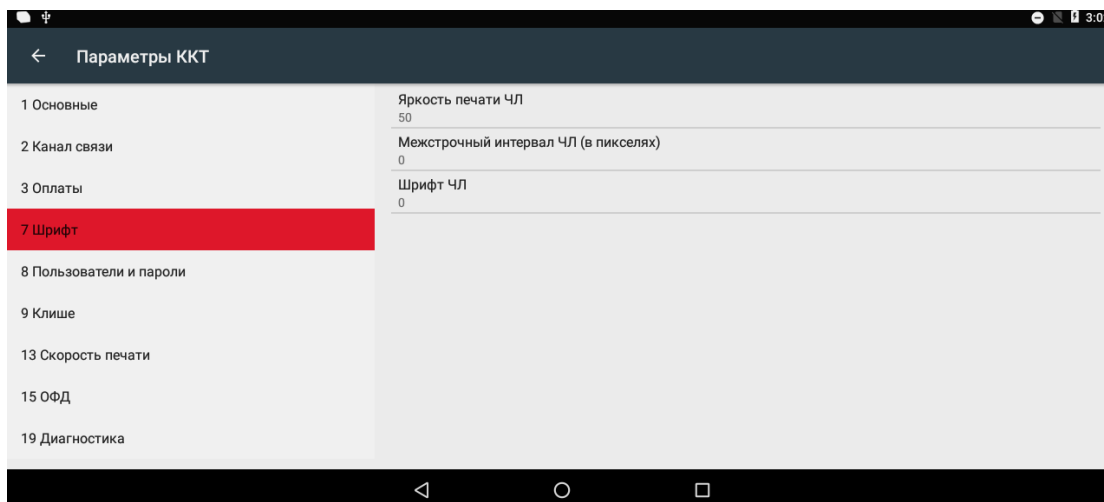 3:0
Параметры ККТ
1 Основные
2 Канал связи
3 Оплаты
7 Шрифт
8 Пользователи и пароли
9 Клише
13 Скорость печати
15 ОФД
19 Диагностика
Яркость печати ЧЛ
50
Межстрочный интервал ЧЛ (в пикселях)
0
Шрифт ЧЛ
0